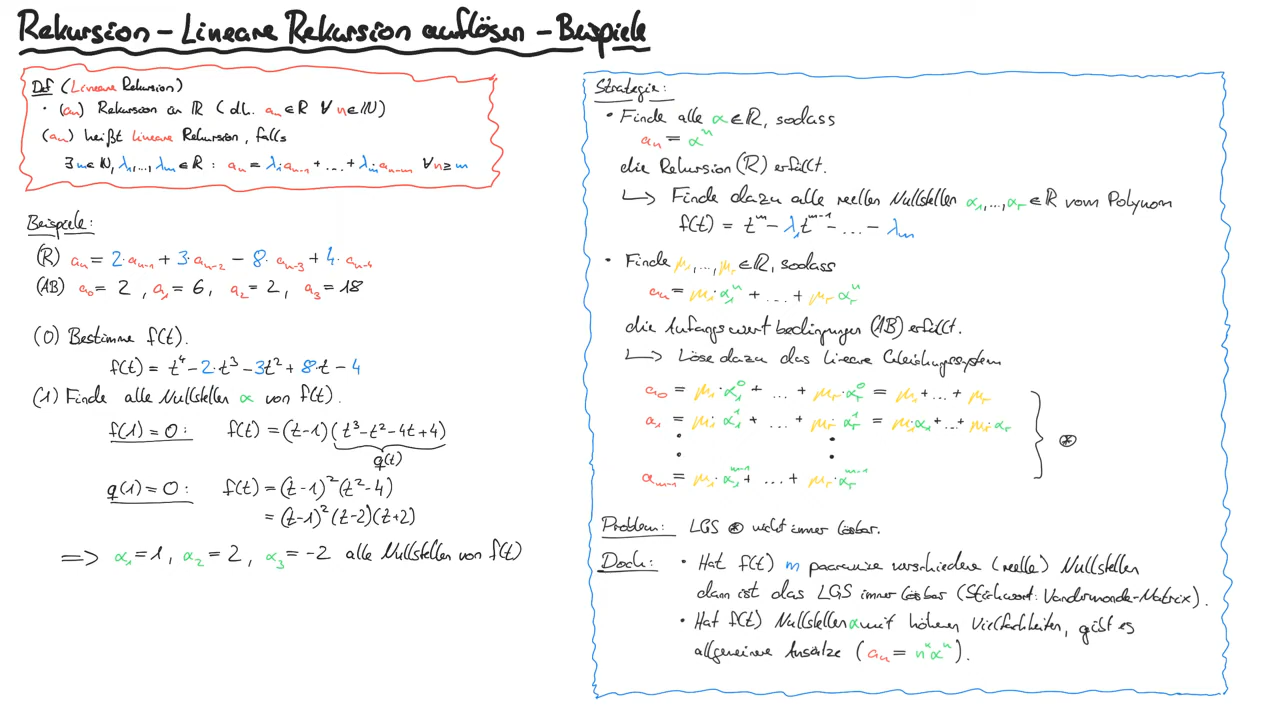 Rekursion – Lineare Rekursion auflösen – Beispiele
Def (Lineare Rekursion)
• (aₙ) Rekursion in ℝ (d.h. aₙ ∈ ℝ ∀ n ∈ ℕ)
(aₙ) heißt lineare Rekursion, falls
∃ m ∈ ℕ, λ₁, ..., λₘ ∈ ℝ : aₙ = λ₁·aₙ₋₁ + ... + λₘ·aₙ₋ₘ ∀ n ≥ m
Beispiele:
(R) aₙ = 2·aₙ₋₁ + 3·aₙ₋₂ – 8·aₙ₋₃ + 4·aₙ₋₄
(AB) a₀ = 2 , a₁ = 6, a₂ = 2, a₃ = 18
(0) Bestimme f(t).
f(t) = t⁴ – 2·t³ – 3t² + 8·t – 4
(1) Finde alle Nullstellen α von f(t).
f(1) = 0: f(t) = (t–1)(t³–t²–4t+4)
q(t)
q(1) = 0: f(t) = (t–1)²(t²–4)
= (t–1)²(t–2)(t+2)
⟹ α₁ = 1, α₂ = 2, α₃ = –2 alle Nullstellen von f(t)
Strategie:
• Finde alle α ∈ ℝ, sodass
aₙ = αⁿ
die Rekursion (R) erfüllt.
↳ Finde dazu alle reellen Nullstellen α₁, ..., αᵣ ∈ ℝ vom Polynom
f(t) = tᵐ – λ₁tᵐ⁻¹ – ... – λₘ
• Finde μ₁, ..., μᵣ ∈ ℝ, sodass
aₙ = μ₁·α₁ⁿ + ... + μᵣ αᵣⁿ
die Anfangswertbedingungen (AB) erfüllt.
↳ Löse dazu das lineare Gleichungssystem
a₀ = μ₁·α₁⁰ + ... + μᵣ·αᵣ⁰ = μ₁ + ... + μᵣ
a₁ = μ₁·α₁¹ + ... + μᵣ·αᵣ¹ = μ₁·α₁ + ... + μᵣ·αᵣ
⊛
aₘ₋₁ = μ₁·α₁ᵐ⁻¹ + ... + μᵣ·αᵣᵐ⁻¹
Problem: LGS ⊛ nicht immer lösbar.
Doch: • Hat f(t) m paarweise verschiedene (reelle) Nullstellen
dann ist das LGS immer lösbar (Stichwort: Vandermonde-Matrix).
• Hat f(t) Nullstellen α mit höheren Vielfachheiten, gibt es
allgemeinere Ansätze (aₙ = nᵏαⁿ).